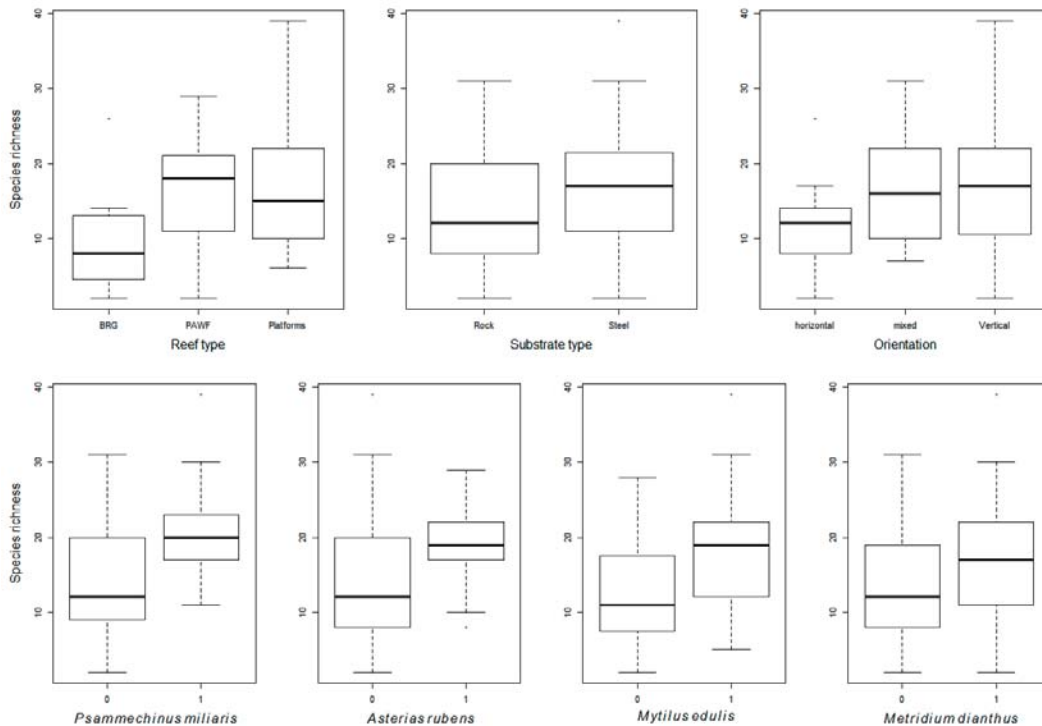 Species richness
40
30
20
10
BRG PAWF Platforms
Reef type
40
30
20
10
Rock Steel
Substrate type
40
30
20
10
horizontal mixed Vertical
Orientation
Species richness
40
30
20
10
0 1
Psammechinus miliaris
40
30
20
10
0 1
Asterias rubens
40
30
20
10
0 1
Mytilus edulis
40
30
20
10
0 1
Metridium dianthus